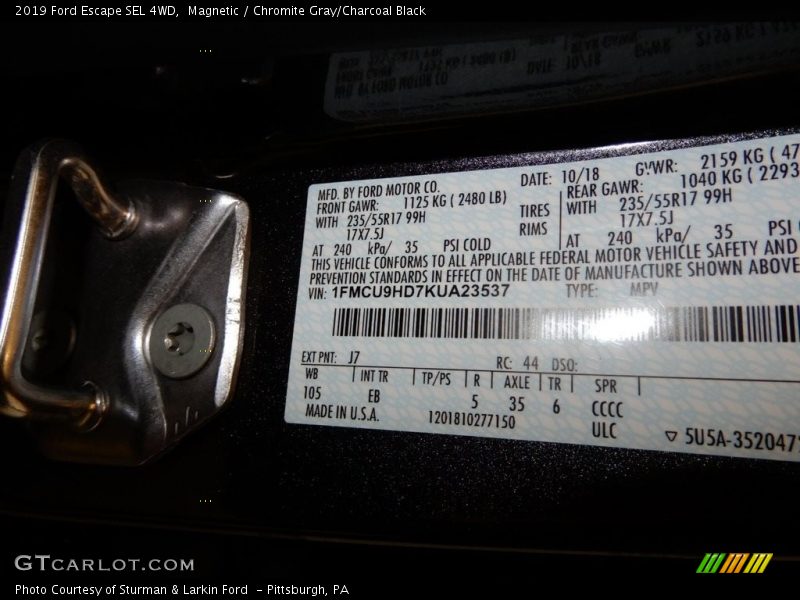 2019 Ford Escape SEL 4WD,  Magnetic / Chromite Gray/Charcoal Black
MFD. BY FORD MOTOR CO. DATE: 10/18 GVWR: 2159 KG ( 47
FRONT GAWR: 1125 KG ( 2480 LB) REAR GAWR: 1040 KG ( 2293
WITH 235/55R17 99H TIRES WITH 235/55R17 99H
17X7.5J RIMS 17X7.5J
AT 240 kPa/ 35 PSI COLD AT 240 kPa/ 35 PSI
THIS VEHICLE CONFORMS TO ALL APPLICABLE FEDERAL MOTOR VEHICLE SAFETY AND
PREVENTION STANDARDS IN EFFECT ON THE DATE OF MANUFACTURE SHOWN ABOVE
VIN: 1FMCU9HD7KUA23537 TYPE: MPV
EXT PNT: J7 RC: 44 DSO:
WB INT TR TP/PS R AXLE TR SPR
105 EB 5 35 6 CCCC
MADE IN U.S.A. 1201810277150 ULC 5U5A-3520472
GTCARLOT.COM
Photo Courtesy of Sturman & Larkin Ford  - Pittsburgh, PA